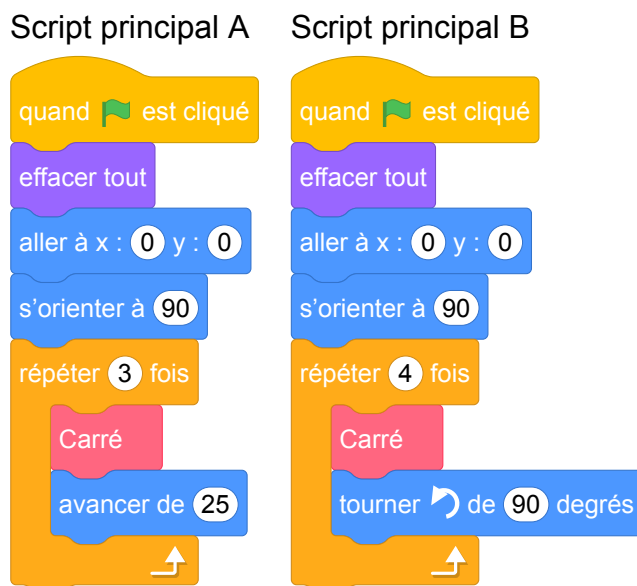 Script principal A
quand est cliqué
effacer tout
aller à x : 0 y : 0
s’orienter à 90
répéter 3 fois
Carré
avancer de 25
Script principal B
quand est cliqué
effacer tout
aller à x : 0 y : 0
s’orienter à 90
répéter 4 fois
Carré
tourner de 90 degrés